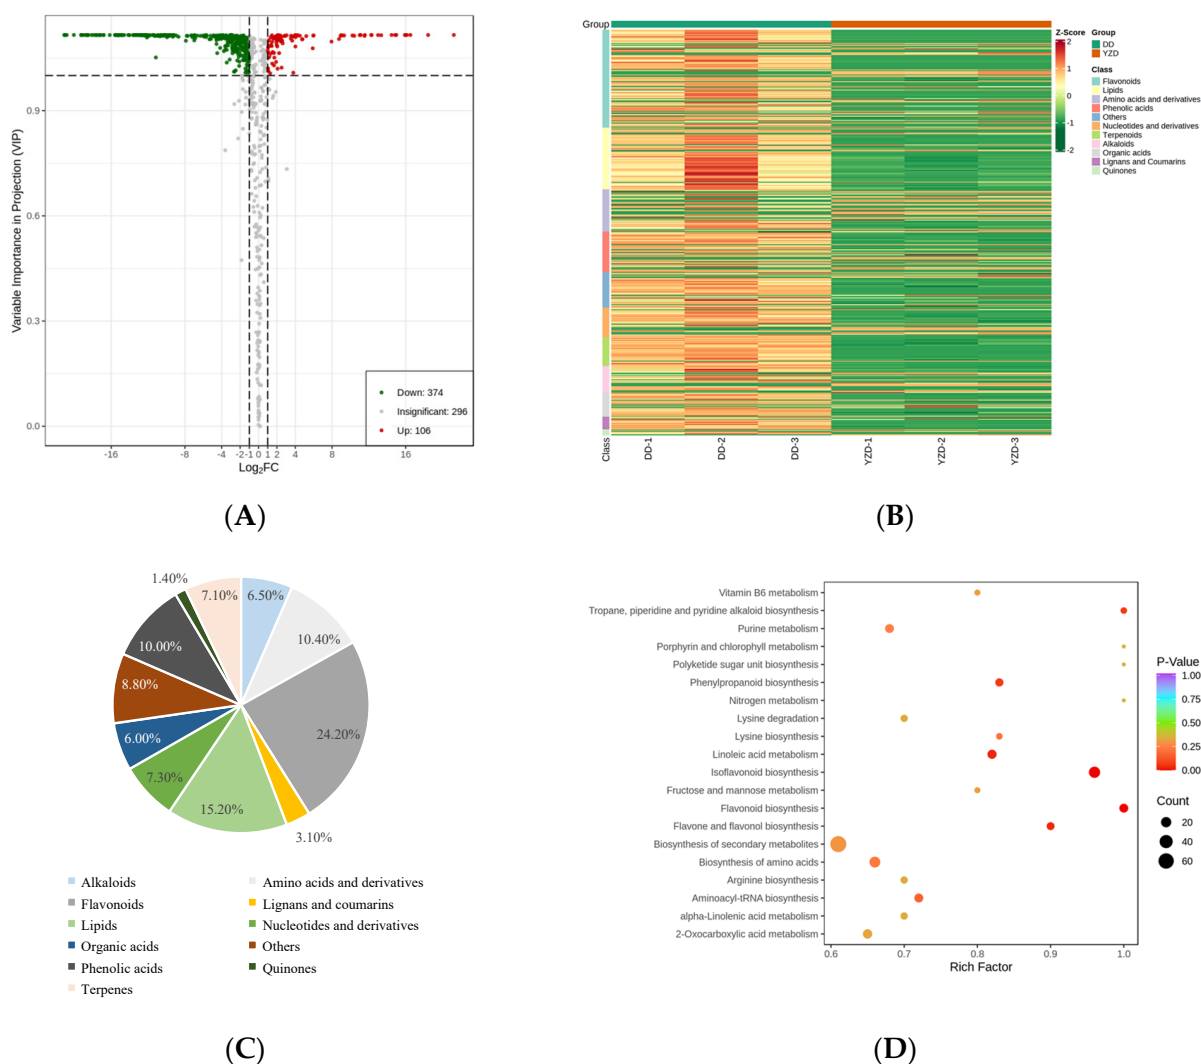 Variable Importance in Projection (VIP)
0.9
0.6
0.3
0.0
Down: 374
Insignificant: 296
Up: 106
-16 -8 -4 -2 -1 1 2 4 8 16
Log2FC
(A)
Group
Z-Score
2
1
0
-1
-2
Group
DD
YZD
Class
Flavonoids
Lipids
Amino acids and derivatives
Phenolic acids
Others
Nucleotides and derivatives
Terpenoids
Alkaloids
Organic acids
Lignans and Coumarins
Quinones
Class
DD-1
DD-2
DD-3
YZD-1
YZD-2
YZD-3
(B)
1.40%
7.10%
6.50%
10.40%
10.00%
8.80%
24.20%
6.00%
7.30%
15.20%
3.10%
Alkaloids
Amino acids and derivatives
Flavonoids
Lignans and coumarins
Lipids
Nucleotides and derivatives
Organic acids
Others
Phenolic acids
Quinones
Terpenes
(C)
Vitamin B6 metabolism
Tropane, piperidine and pyridine alkaloid biosynthesis
Purine metabolism
Porphyrin and chlorophyll metabolism
Polyketide sugar unit biosynthesis
Phenylpropanoid biosynthesis
Nitrogen metabolism
Lysine degradation
Lysine biosynthesis
Linoleic acid metabolism
Isoflavonoid biosynthesis
Fructose and mannose metabolism
Flavonoid biosynthesis
Flavone and flavonol biosynthesis
Biosynthesis of secondary metabolites
Biosynthesis of amino acids
Arginine biosynthesis
Aminoacyl-tRNA biosynthesis
alpha-Linolenic acid metabolism
2-Oxocarboxylic acid metabolism
0.6 0.7 0.8 0.9 1.0
Rich Factor
P-Value
1.00
0.75
0.50
0.25
0.00
Count
20
40
60
(D)